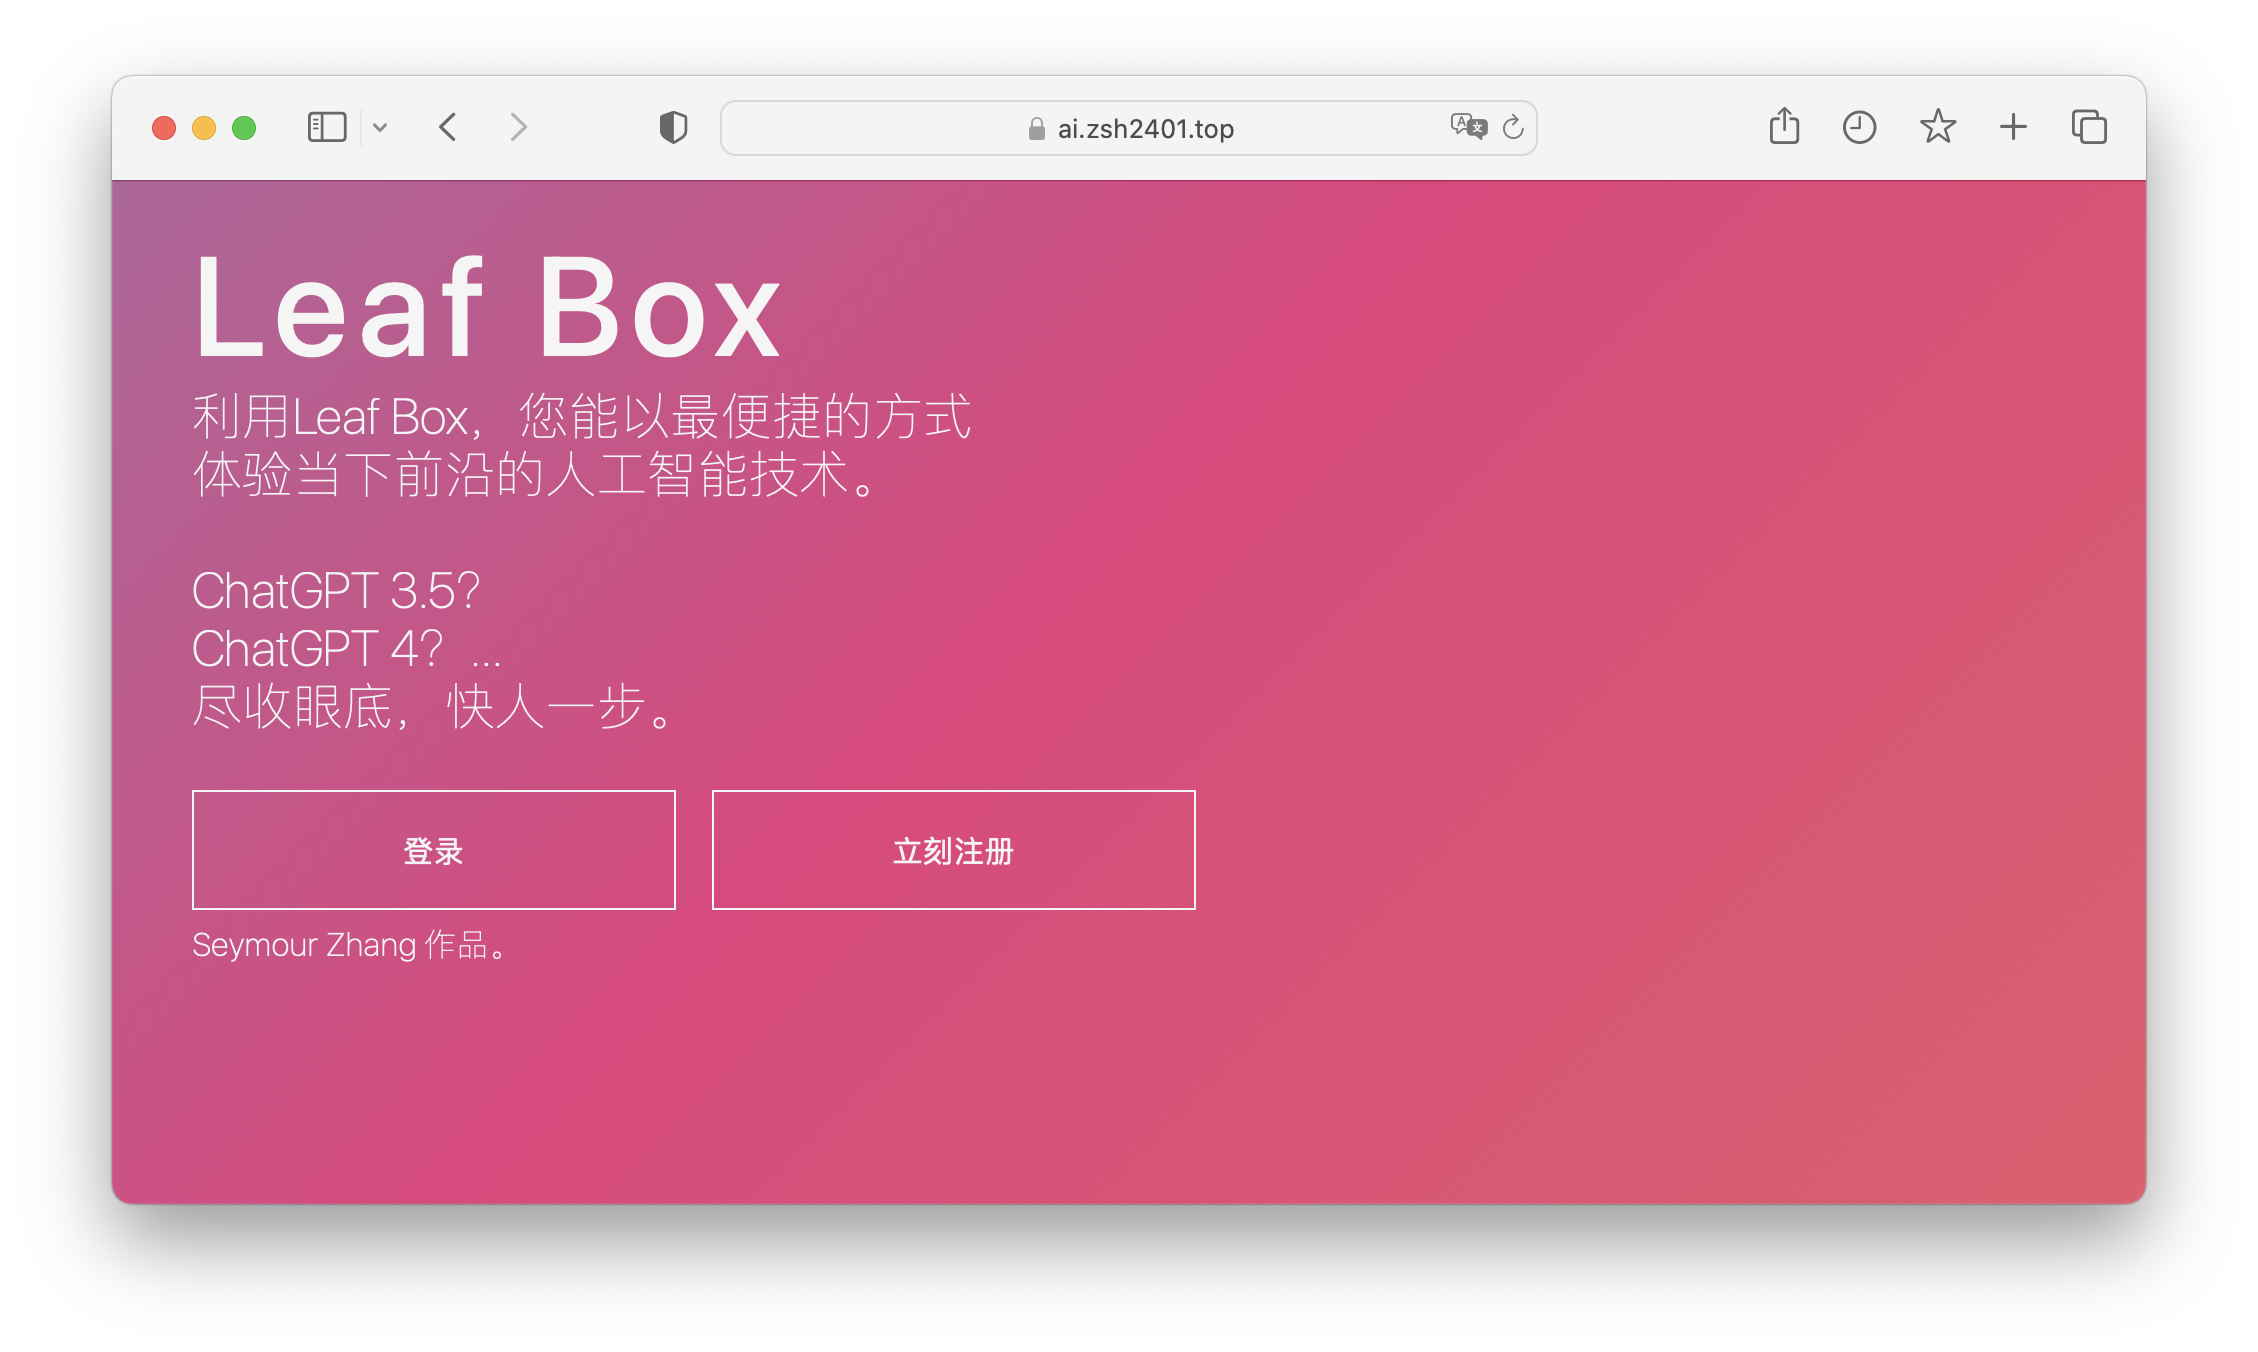 ai.zsh2401.top
Leaf Box
利用Leaf Box，您能以最便捷的方式
体验当下前沿的人工智能技术。
ChatGPT 3.5？
ChatGPT 4？...
尽收眼底，快人一步。
登录
立刻注册
Seymour Zhang 作品。